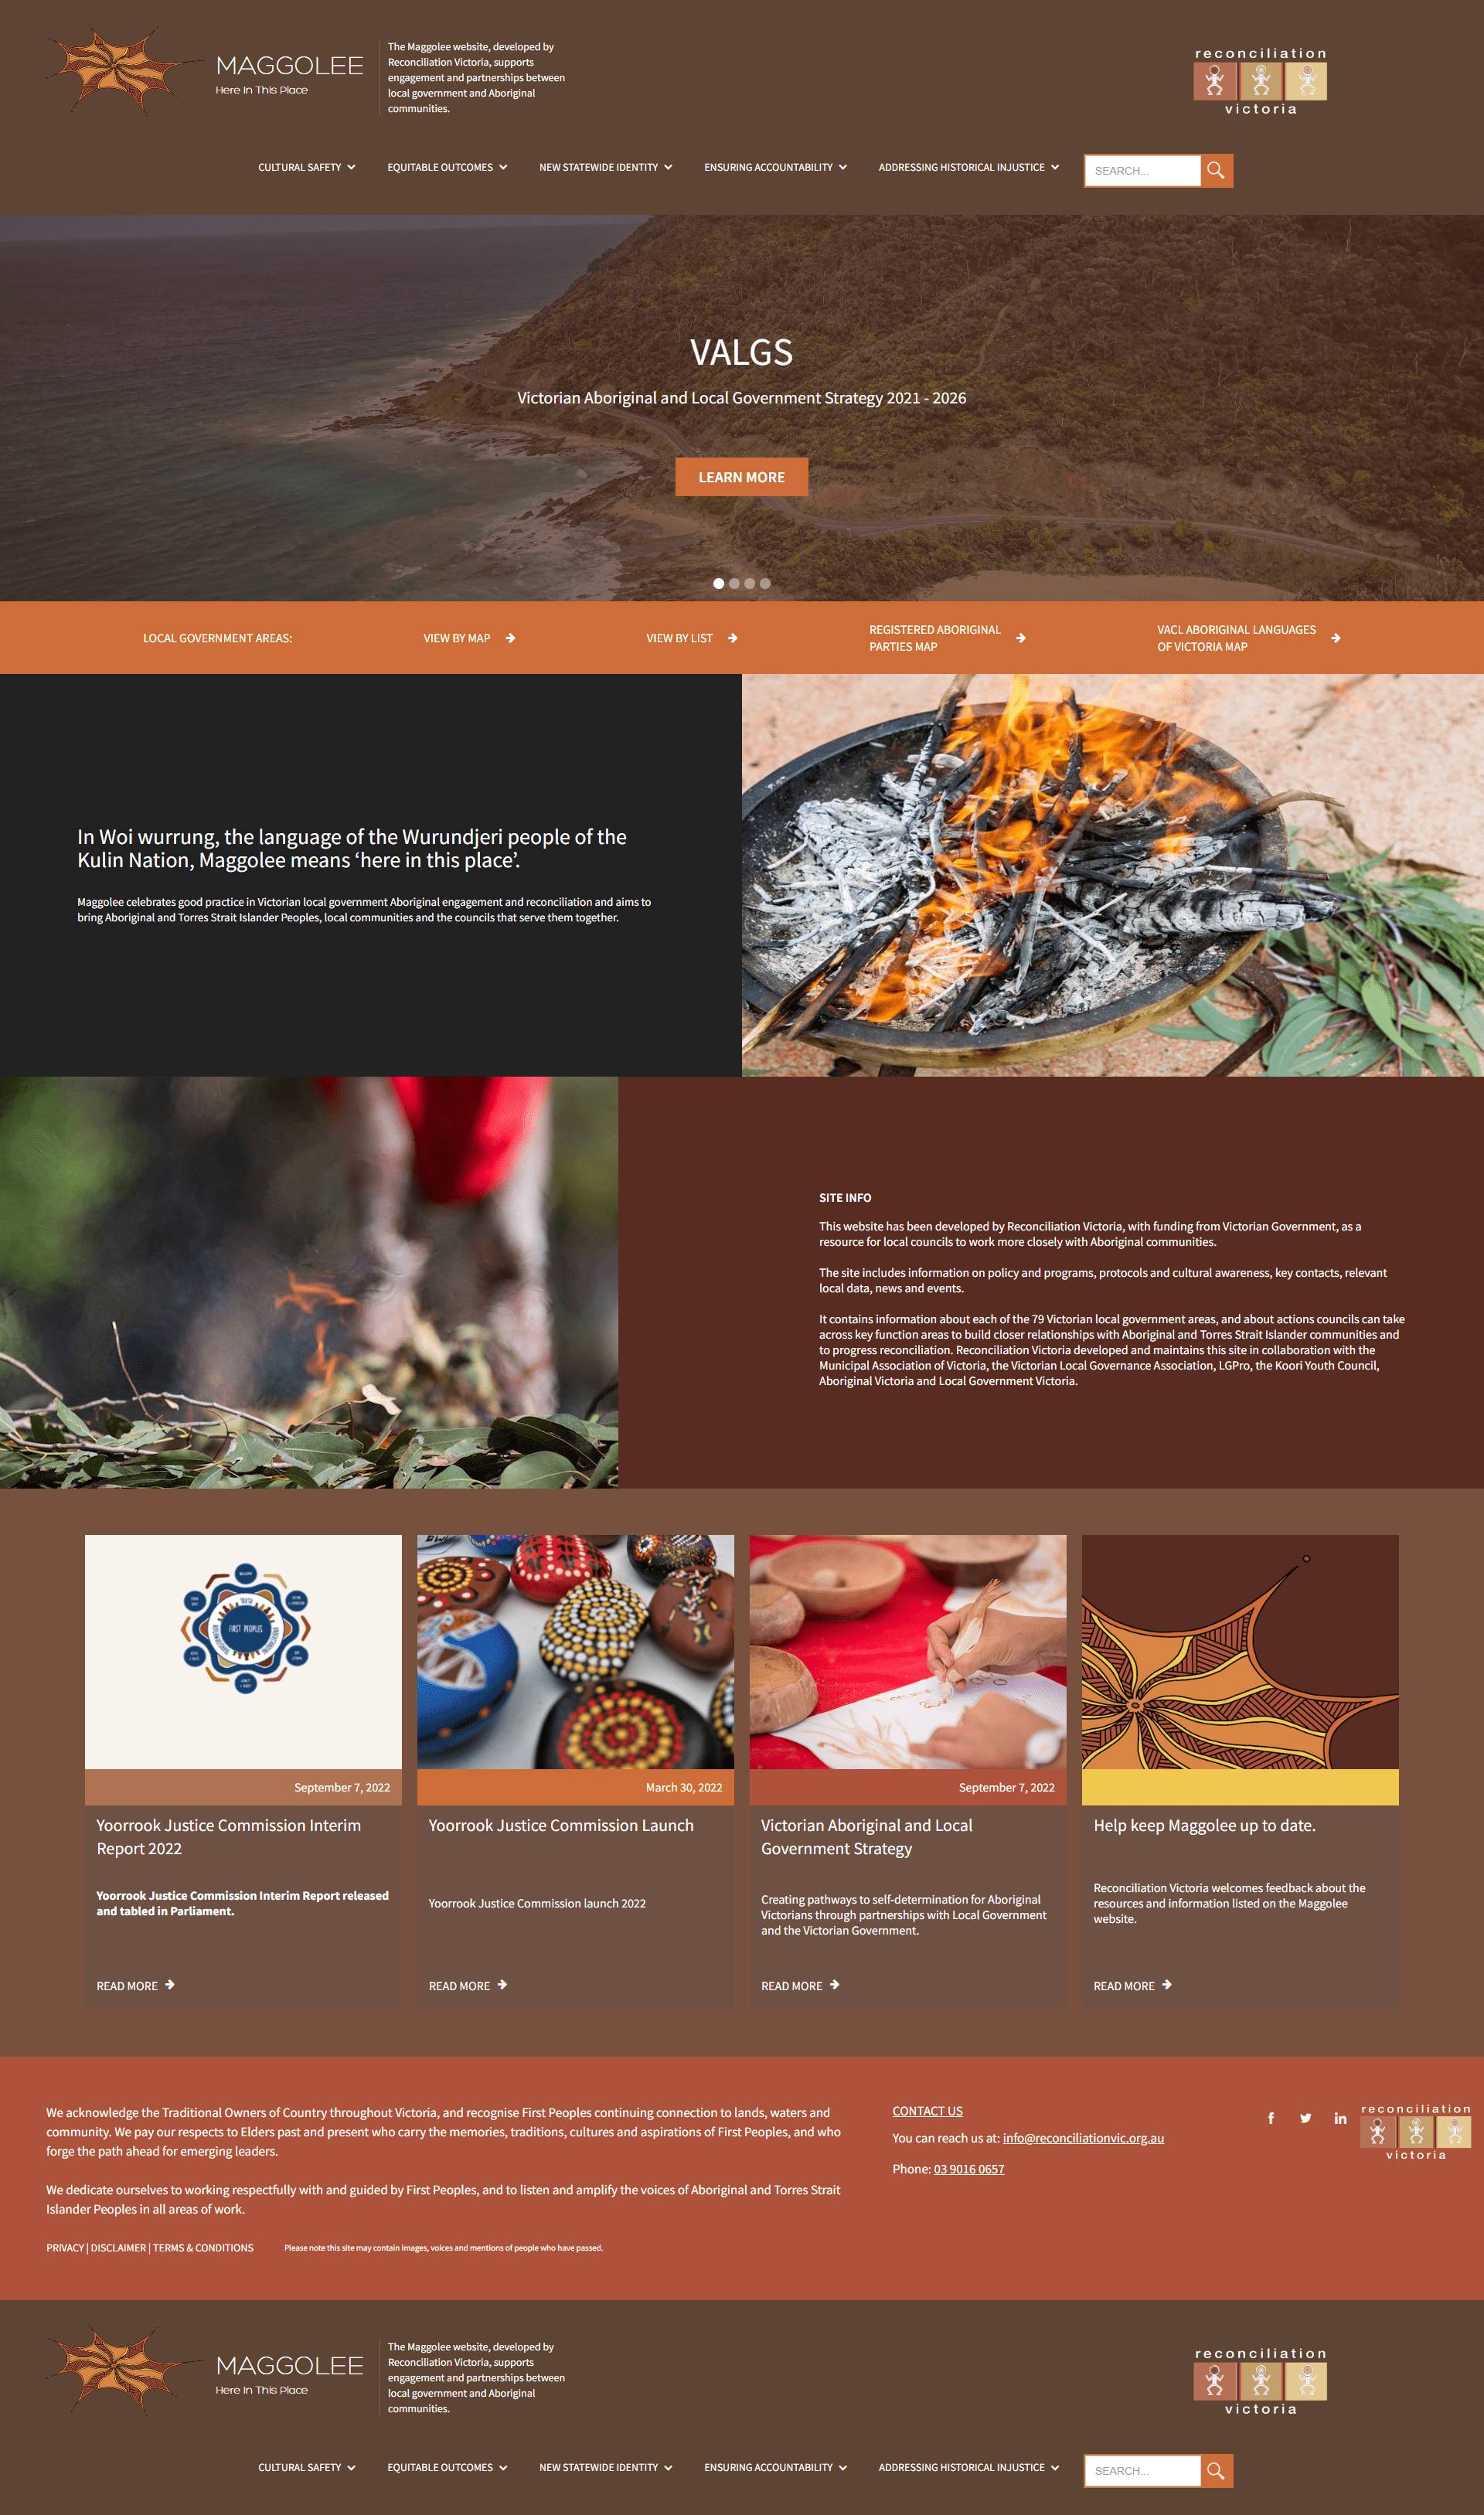 MAGGOLEE
Here In This Place
The Maggolee website, developed by
Reconciliation Victoria, supports
engagement and partnerships between
local government and Aboriginal
communities.
reconciliation
victoria
CULTURAL SAFETY
EQUITABLE OUTCOMES
NEW STATEWIDE IDENTITY
ENSURING ACCOUNTABILITY
ADDRESSING HISTORICAL INJUSTICE
SEARCH...
VALGS
Victorian Aboriginal and Local Government Strategy 2021 - 2026
LEARN MORE
LOCAL GOVERNMENT AREAS:
VIEW BY MAP
VIEW BY LIST
REGISTERED ABORIGINAL
PARTIES MAP
VACL ABORIGINAL LANGUAGES
OF VICTORIA MAP
In Woi wurrung, the language of the Wurundjeri people of the
Kulin Nation, Maggolee means ‘here in this place’.
Maggolee celebrates good practice in Victorian local government Aboriginal engagement and reconciliation and aims to
bring Aboriginal and Torres Strait Islander Peoples, local communities and the councils that serve them together.
SITE INFO
This website has been developed by Reconciliation Victoria, with funding from Victorian Government, as a
resource for local councils to work more closely with Aboriginal communities.
The site includes information on policy and programs, protocols and cultural awareness, key contacts, relevant
local data, news and events.
It contains information about each of the 79 Victorian local government areas, and about actions councils can take
across key function areas to build closer relationships with Aboriginal and Torres Strait Islander communities and
to progress reconciliation. Reconciliation Victoria developed and maintains this site in collaboration with the
Municipal Association of Victoria, the Victorian Local Governance Association, LGPro, the Koori Youth Council,
Aboriginal Victoria and Local Government Victoria.
FIRST PEOPLES
September 7, 2022
Yoorrook Justice Commission Interim
Report 2022
Yoorrook Justice Commission Interim Report released
and tabled in Parliament.
READ MORE
March 30, 2022
Yoorrook Justice Commission Launch
Yoorrook Justice Commission launch 2022
READ MORE
September 7, 2022
Victorian Aboriginal and Local
Government Strategy
Creating pathways to self-determination for Aboriginal
Victorians through partnerships with Local Government
and the Victorian Government.
READ MORE
Help keep Maggolee up to date.
Reconciliation Victoria welcomes feedback about the
resources and information listed on the Maggolee
website.
READ MORE
We acknowledge the Traditional Owners of Country throughout Victoria, and recognise First Peoples continuing connection to lands, waters and
community. We pay our respects to Elders past and present who carry the memories, traditions, cultures and aspirations of First Peoples, and who
forge the path ahead for emerging leaders.
We dedicate ourselves to working respectfully with and guided by First Peoples, and to listen and amplify the voices of Aboriginal and Torres Strait
Islander Peoples in all areas of work.
PRIVACY | DISCLAIMER | TERMS & CONDITIONS
Please note this site may contain images, voices and mentions of people who have passed.
CONTACT US
You can reach us at: info@reconciliationvic.org.au
Phone: 03 9016 0657
reconciliation
victoria
MAGGOLEE
Here In This Place
The Maggolee website, developed by
Reconciliation Victoria, supports
engagement and partnerships between
local government and Aboriginal
communities.
reconciliation
victoria
CULTURAL SAFETY
EQUITABLE OUTCOMES
NEW STATEWIDE IDENTITY
ENSURING ACCOUNTABILITY
ADDRESSING HISTORICAL INJUSTICE
SEARCH...